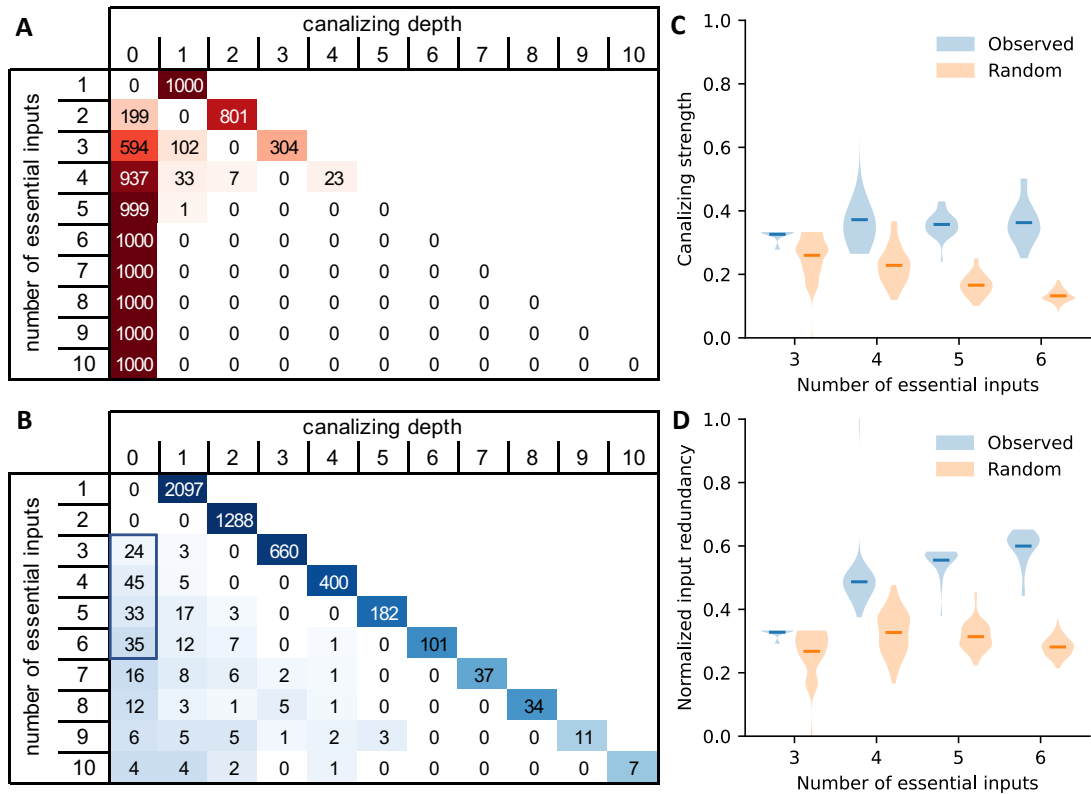 A
canalizing depth
0 1 2 3 4 5 6 7 8 9 10
number of essential inputs
1 0 1000
2 199 0 801
3 594 102 0 304
4 937 33 7 0 23
5 999 1 0 0 0 0
6 1000 0 0 0 0 0 0
7 1000 0 0 0 0 0 0 0
8 1000 0 0 0 0 0 0 0 0
9 1000 0 0 0 0 0 0 0 0 0
10 1000 0 0 0 0 0 0 0 0 0 0
B
canalizing depth
0 1 2 3 4 5 6 7 8 9 10
number of essential inputs
1 0 2097
2 0 0 1288
3 24 3 0 660
4 45 5 0 0 400
5 33 17 3 0 0 182
6 35 12 7 0 1 0 101
7 16 8 6 2 1 0 0 37
8 12 3 1 5 1 0 0 0 34
9 6 5 5 1 2 3 0 0 0 11
10 4 4 2 0 1 0 0 0 0 0 7
C
Observed
Random
Canalizing strength
1.0
0.8
0.6
0.4
0.2
0.0
3 4 5 6
Number of essential inputs
D
Observed
Random
Normalized input redundancy
1.0
0.8
0.6
0.4
0.2
0.0
3 4 5 6
Number of essential inputs